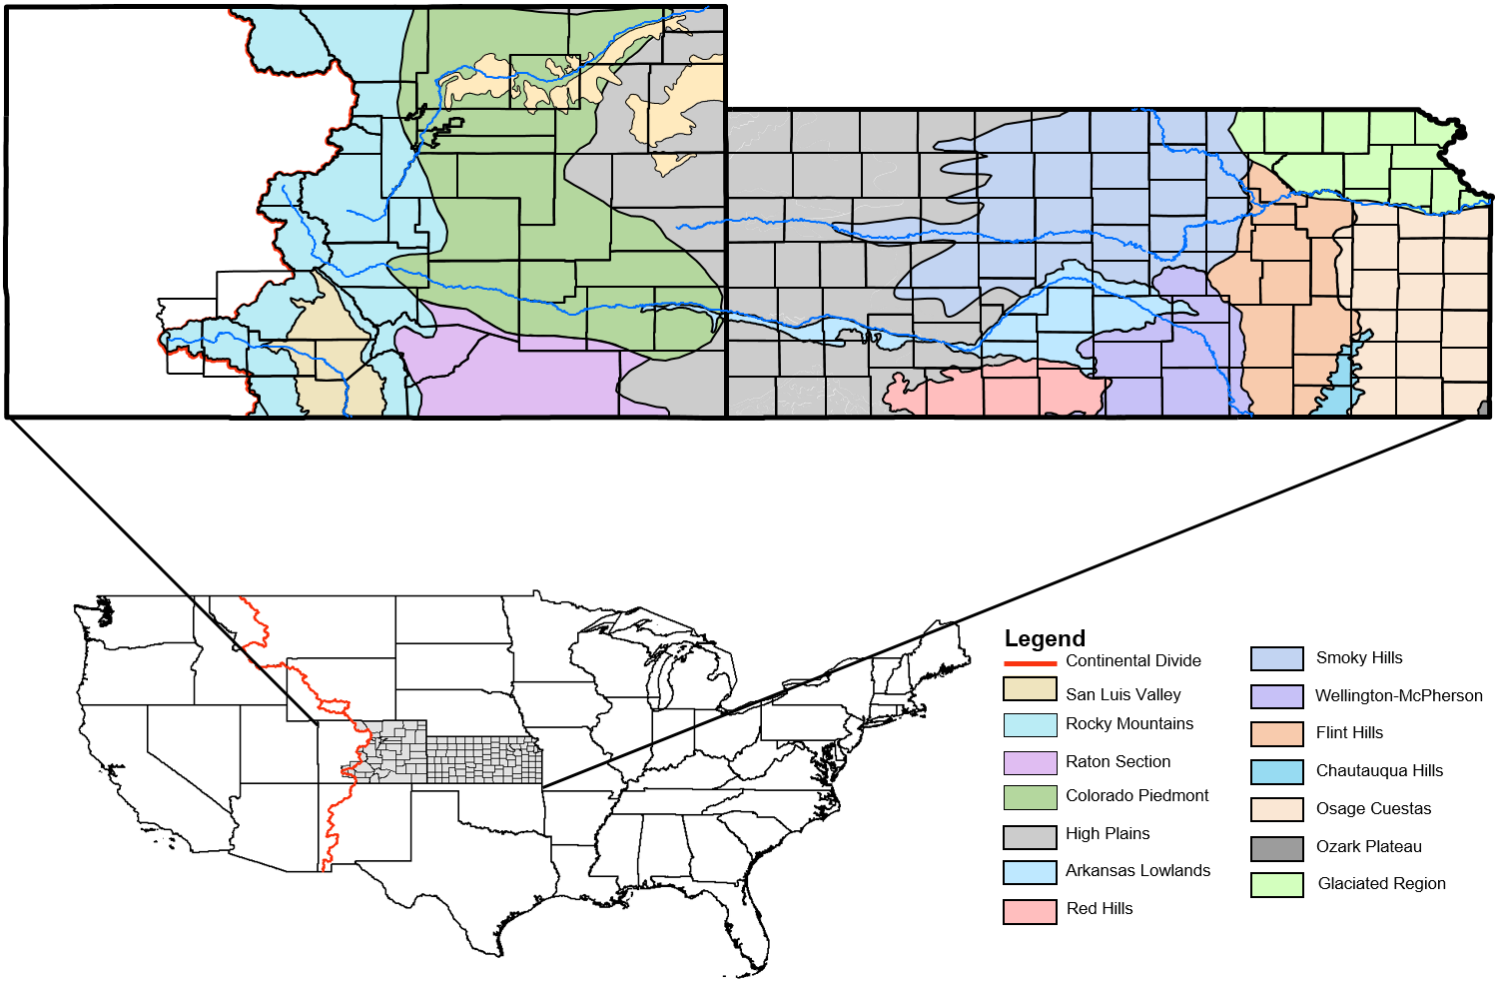 Legend
Continental Divide
San Luis Valley
Rocky Mountains
Raton Section
Colorado Piedmont
High Plains
Arkansas Lowlands
Red Hills
Smoky Hills
Wellington-McPherson
Flint Hills
Chautauqua Hills
Osage Cuestas
Ozark Plateau
Glaciated Region